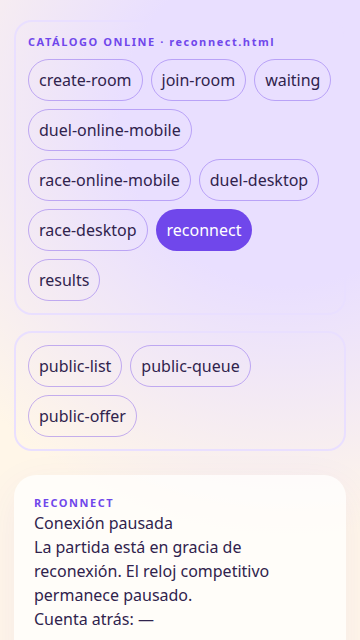 CATÁLOGO ONLINE · reconnect.html
create-room join-room waiting
duel-online-mobile
race-online-mobile duel-desktop
race-desktop reconnect
results
public-list public-queue
public-offer
RECONNECT
Conexión pausada
La partida está en gracia de
reconexión. El reloj competitivo
permanece pausado.
Cuenta atrás: —